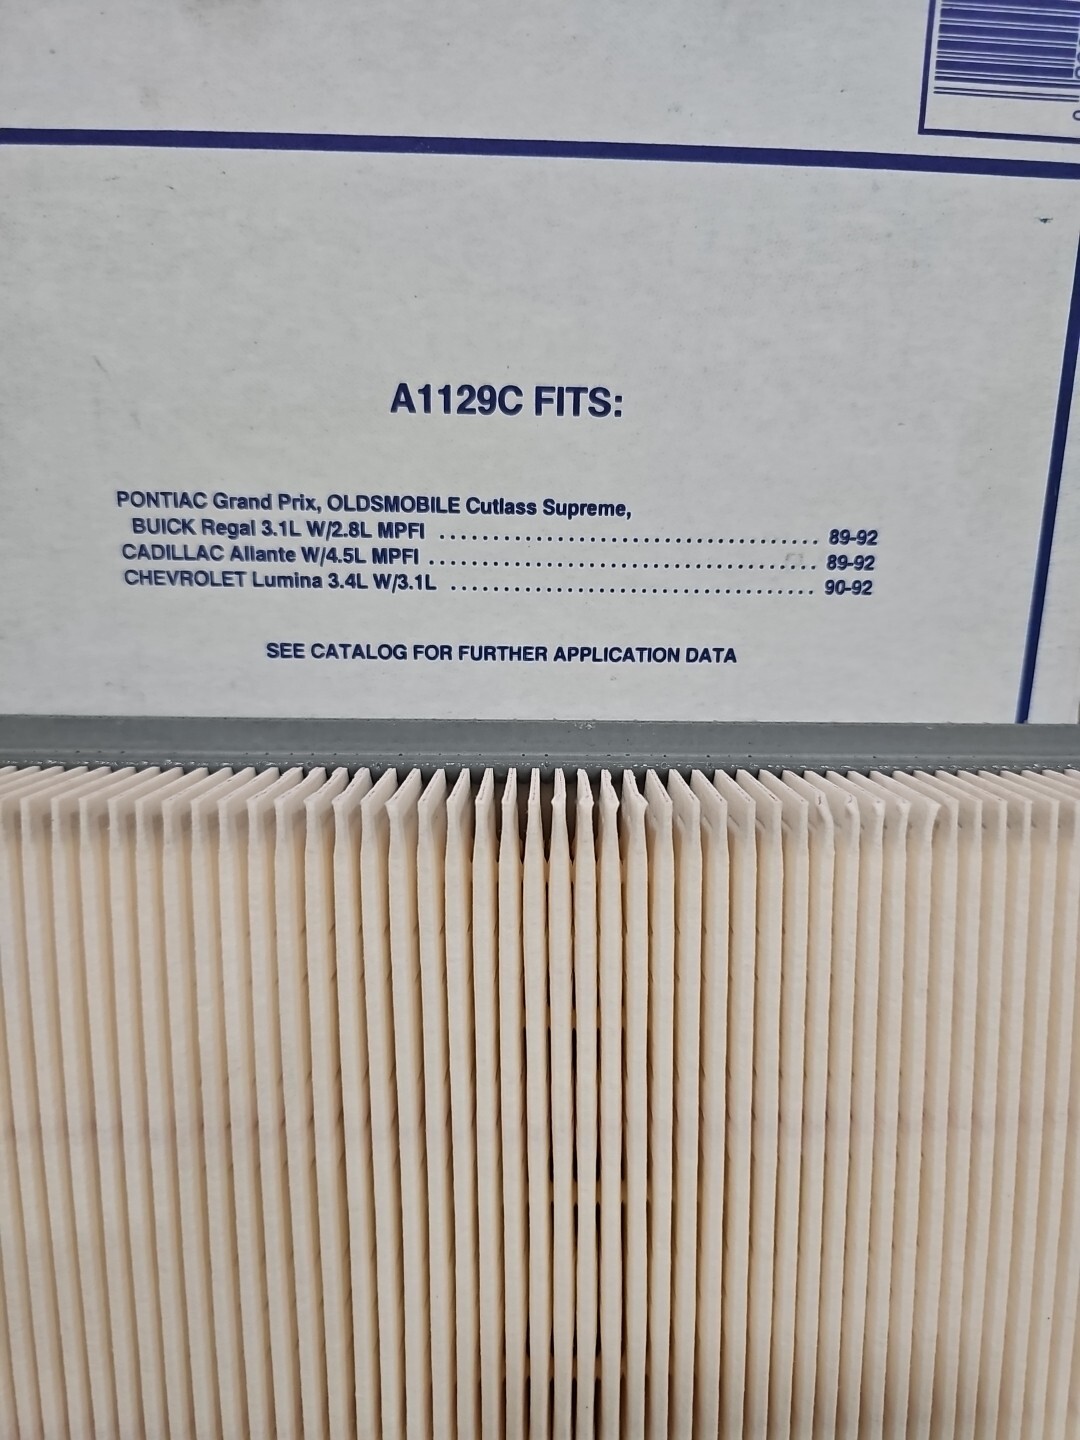 A1129C FITS:
PONTIAC Grand Prix, OLDSMOBILE Cutlass Supreme,
BUICK Regal 3.1L W/2.8L MPFI .................................... 89-92
CADILLAC Allante W/4.5L MPFI ..................................... 89-92
CHEVROLET Lumina 3.4L W/3.1L ................................... 90-92
SEE CATALOG FOR FURTHER APPLICATION DATA